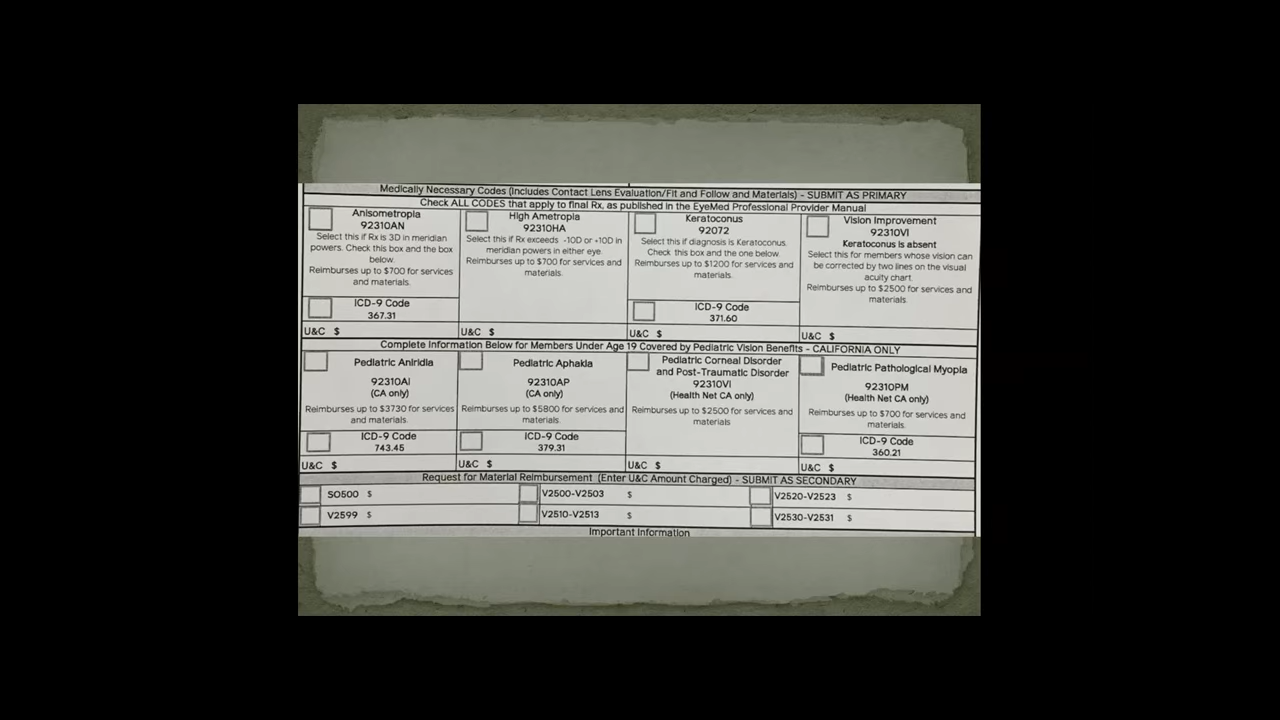 Medically Necessary Codes (Includes Contact Lens Evaluation/Fit and Follow and Materials) - SUBMIT AS PRIMARY
Check ALL CODES that apply to final Rx, as published in the EyeMed Professional Provider Manual
Anisometropia
92310AN
Select this if Rx is 3D in meridian
powers. Check this box and the box
below.
Reimburses up to $700 for services
and materials.
ICD-9 Code
367.31
U&C $
High Ametropia
92310HA
Select this if Rx exceeds -10D or +10D in
meridian powers in either eye.
Reimburses up to $700 for services and
materials.
U&C $
Keratoconus
92072
Select this if diagnosis is Keratoconus.
Check this box and the one below.
Reimburses up to $1200 for services and
materials.
ICD-9 Code
371.60
U&C $
Vision Improvement
92310VI
Keratoconus is absent
Select this for members whose vision can
be corrected by two lines on the visual
acuity chart.
Reimburses up to $2500 for services and
materials.
U&C $
Complete Information Below for Members Under Age 19 Covered by Pediatric Vision Benefits - CALIFORNIA ONLY
Pediatric Aniridia
92310AI
(CA only)
Reimburses up to $3730 for services
and materials.
ICD-9 Code
743.45
U&C $
Pediatric Aphakia
92310AP
(CA only)
Reimburses up to $5800 for services and
materials.
ICD-9 Code
379.31
U&C $
Pediatric Corneal Disorder
and Post-Traumatic Disorder
92310VI
(Health Net CA only)
Reimburses up to $2500 for services and
materials
U&C $
Pediatric Pathological Myopia
92310PM
(Health Net CA only)
Reimburses up to $700 for services and
materials.
ICD-9 Code
360.21
U&C $
Request for Material Reimbursement (Enter U&C Amount Charged) - SUBMIT AS SECONDARY
SO500 $
V2500-V2503 $
V2520-V2523 $
V2599 $
V2510-V2513 $
V2530-V2531 $
Important Information